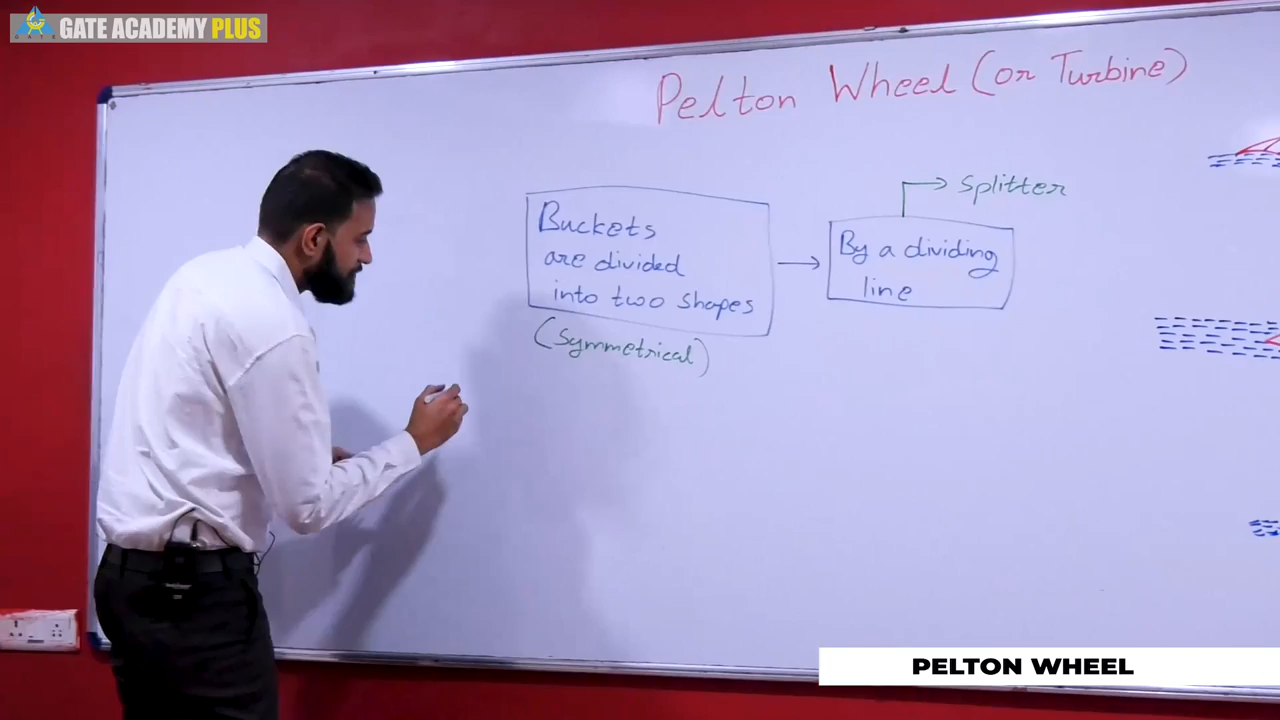 GATE ACADEMY PLUS
GATE
Pelton Wheel (or Turbine)
Splitter
Buckets
are divided
into two shapes
(Symmetrical)
By a dividing
line
PELTON WHEEL